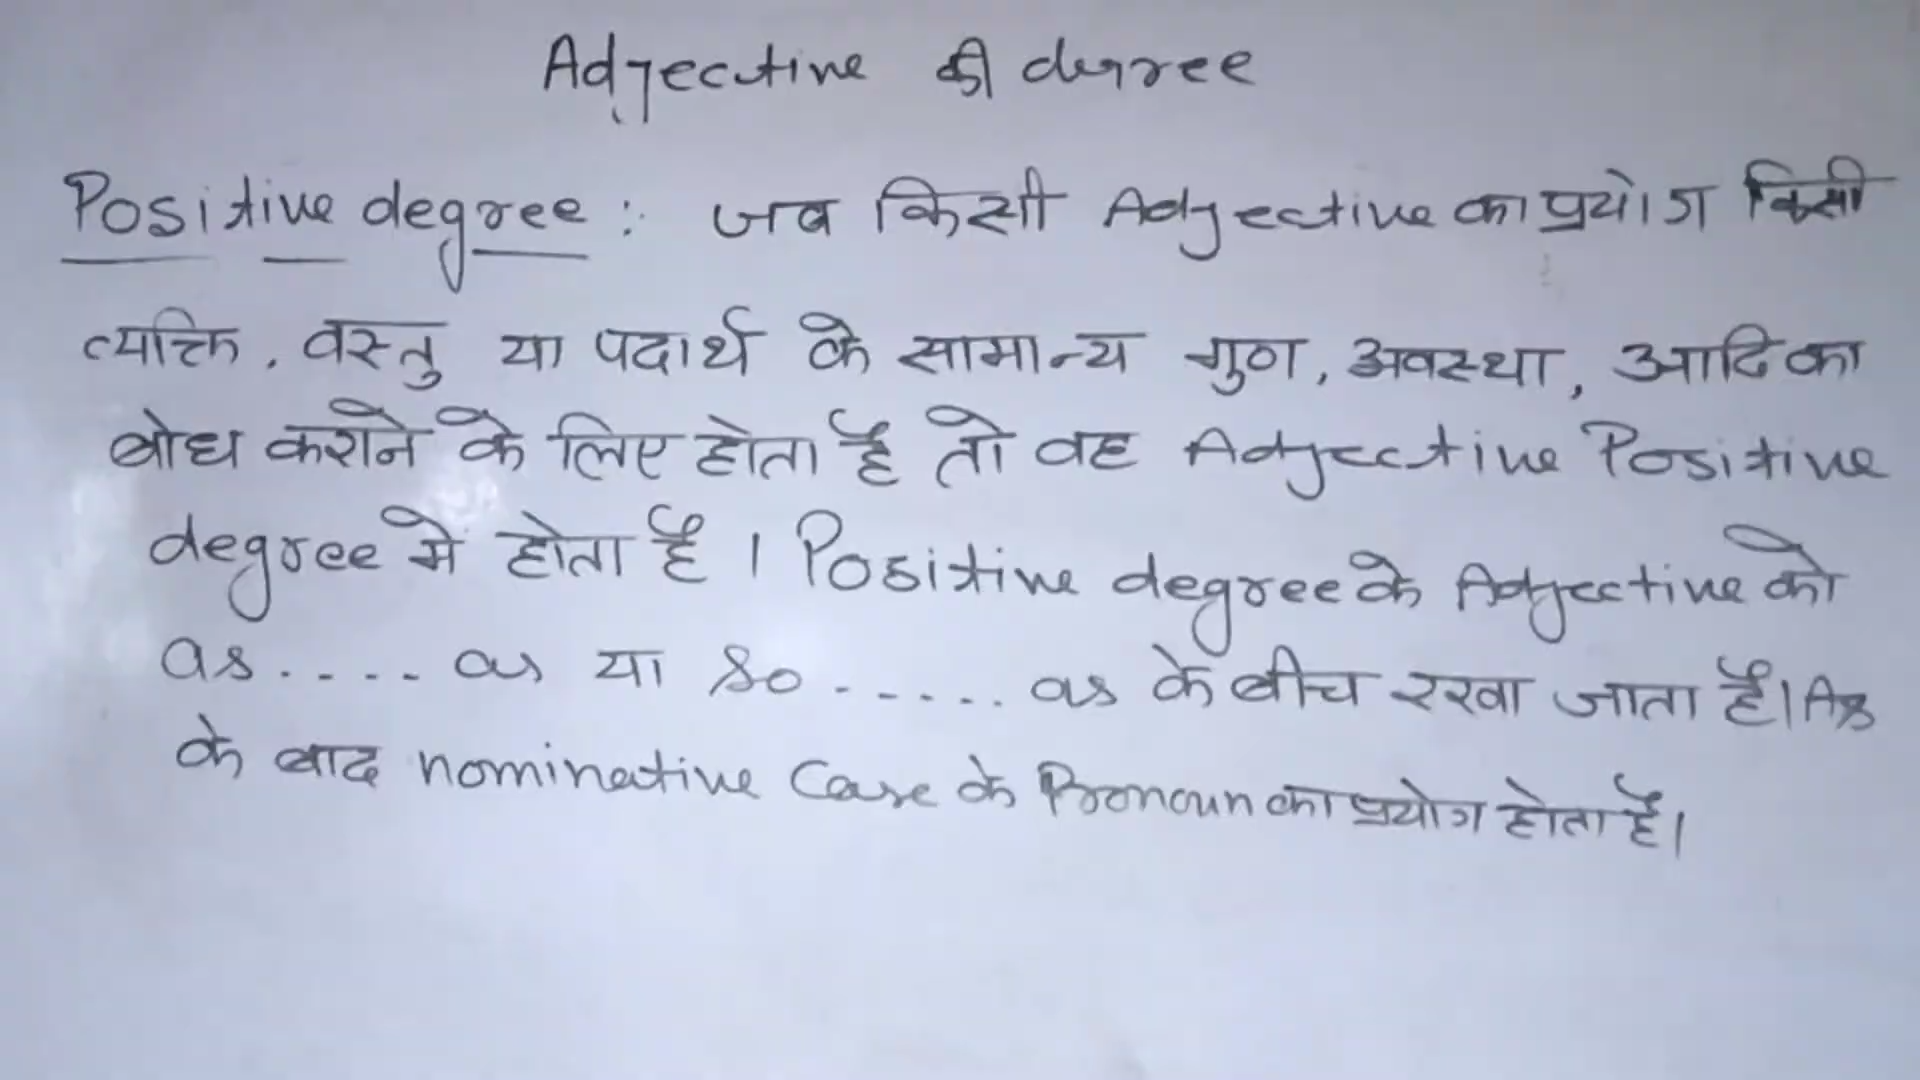 Adjective की degree
Positive degree : जब किसी Adjective का प्रयोग किसी
व्यक्ति, वस्तु या पदार्थ के सामान्य गुण, अवस्था, आदि का
बोध कराने के लिए होता है तो वह Adjective Positive
degree मे होता है । Positive degree के Adjective को
as.... as या so ...... as के बीच रखा जाता है। As
के बाद nominative Case के Pronoun का प्रयोग होता है।